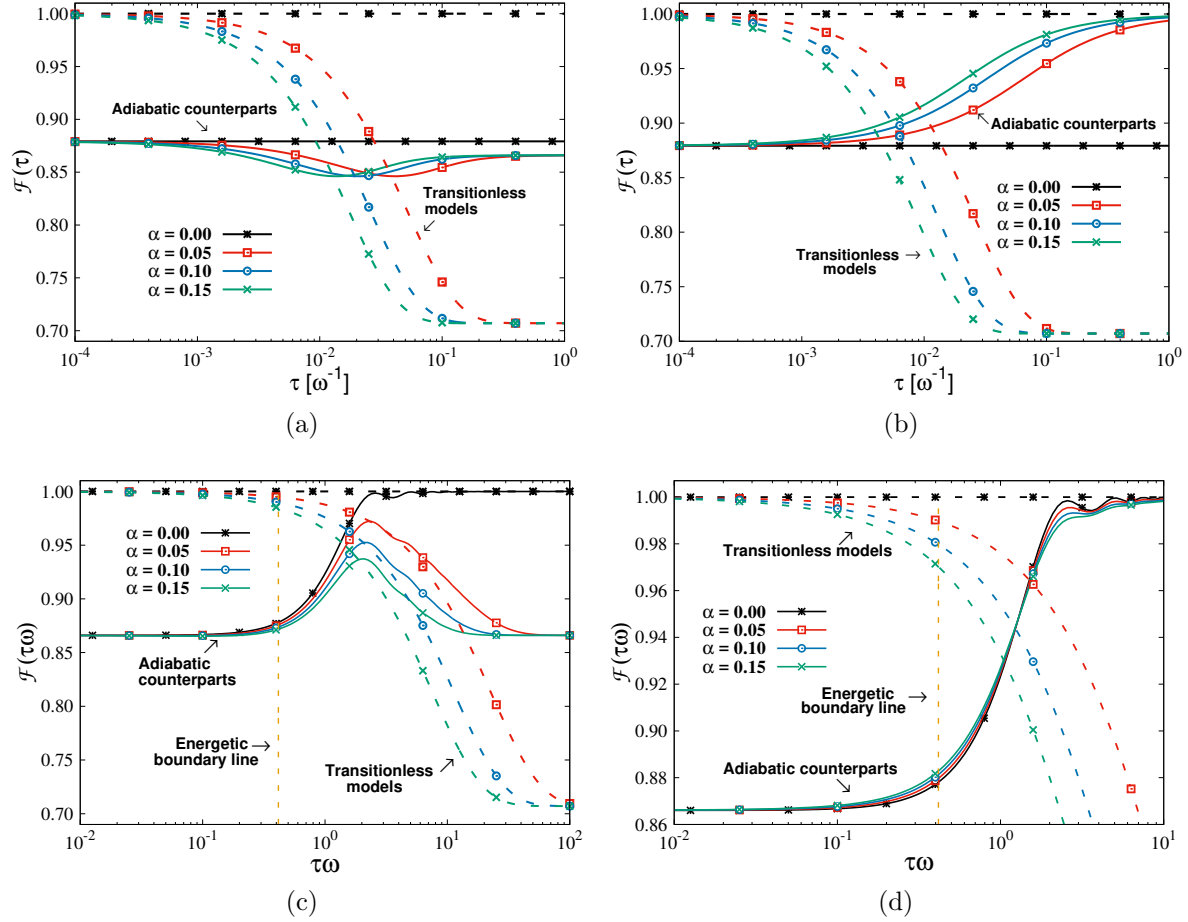 1.00
0.95
0.90
0.85
0.80
0.75
0.70
ℱ(τ)
Adiabatic counterparts
Transitionless
models
α = 0.00
α = 0.05
α = 0.10
α = 0.15
10⁻⁴ 10⁻³ 10⁻² 10⁻¹ 10⁰
τ [ω⁻¹]
(a)
1.00
0.95
0.90
0.85
0.80
0.75
0.70
ℱ(τ)
Adiabatic counterparts
Transitionless
models
α = 0.00
α = 0.05
α = 0.10
α = 0.15
10⁻⁴ 10⁻³ 10⁻² 10⁻¹ 10⁰
τ [ω⁻¹]
(b)
1.00
0.95
0.90
0.85
0.80
0.75
0.70
ℱ(τω)
α = 0.00
α = 0.05
α = 0.10
α = 0.15
Adiabatic
counterparts
Energetic
boundary line
Transitionless
models
10⁻² 10⁻¹ 10⁰ 10¹ 10²
τω
(c)
1.00
0.98
0.96
0.94
0.92
0.90
0.88
0.86
ℱ(τω)
Transitionless models
α = 0.00
α = 0.05
α = 0.10
α = 0.15
Energetic
boundary line
Adiabatic counterparts
10⁻² 10⁻¹ 10⁰ 10¹
τω
(d)